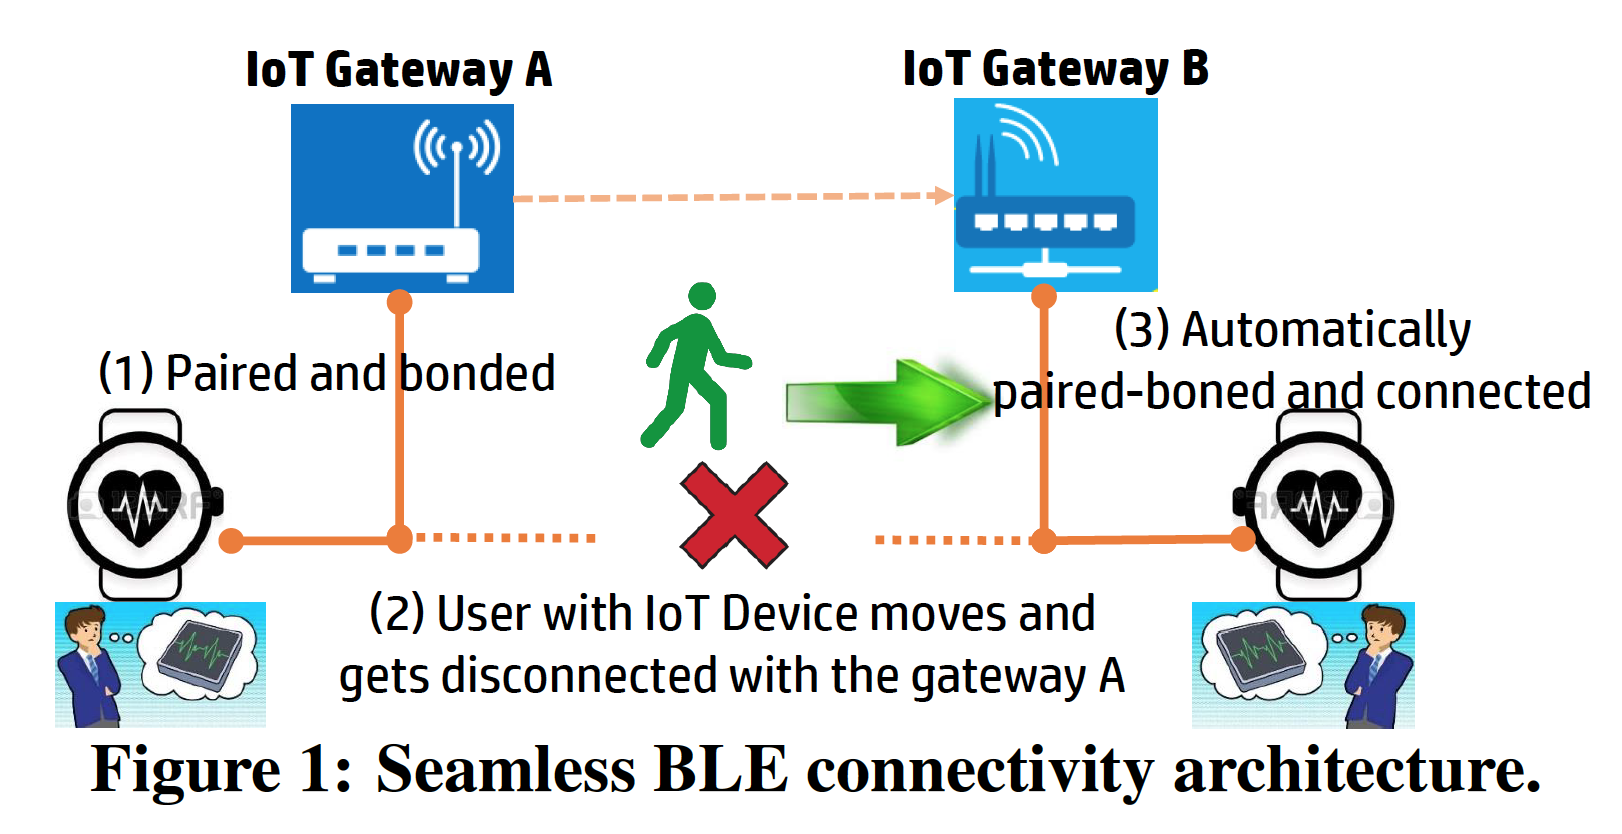 IoT Gateway A
IoT Gateway B
(1) Paired and bonded
(3) Automatically
paired-boned and connected
(2) User with IoT Device moves and
gets disconnected with the gateway A
Figure 1: Seamless BLE connectivity architecture.